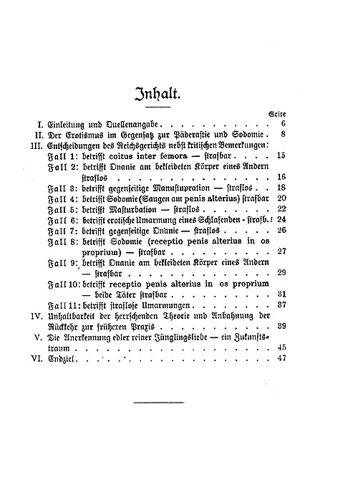 Inhalt.
Seite
I. Einleitung und Quellenangabe . . . . . . . . . . . 6
II. Der Erotismus im Gegensatz zur Päderastie und Sodomie . 8
III. Entscheidungen des Reichsgerichts nebst kritischen Bemerkungen:
Fall 1: betrifft coitus inter femora — strafbar . . . . 15
Fall 2: betrifft Onanie am bekleideten Körper eines Andern
straflos . . . . . . . . . . . . . . . . 16
Fall 3: betrifft gegenseitige Manustupration — straflos . . 18
Fall 4: betrifft Sodomie (Saugen am penis alterius) strafbar 20
Fall 5: betrifft Masturbation — straflos . . . . . . . 22
Fall 6: betrifft erotische Umarmung eines Schlafenden - strafb. 24
Fall 7: betrifft gegenseitige Onanie — straflos . . . . . 26
Fall 8: betrifft Sodomie (receptio penis alterius in os
proprium) — strafbar . . . . . . . . . . . 27
Fall 9: betrifft Onanie am bekleideten Körper eines Andern
— strafbar . . . . . . . . . . . . . . . 29
Fall 10: betrifft receptio penis alterius in os proprium
— beide Täter strafbar . . . . . . . . . . 31
Fall 11: betrifft straflose Umarmungen . . . . . . . . 37
IV. Unhaltbarkeit der herrschenden Theorie und Anbahnung der
Rückkehr zur früheren Praxis . . . . . . . . . . . 39
V. Die Anerkennung edler reiner Jünglingsliebe — ein Zukunfts-
traum . . . . . . . . . . . . . . . . . . 45
VI. Endziel . . . . . . . . . . . . . . . . . . 47